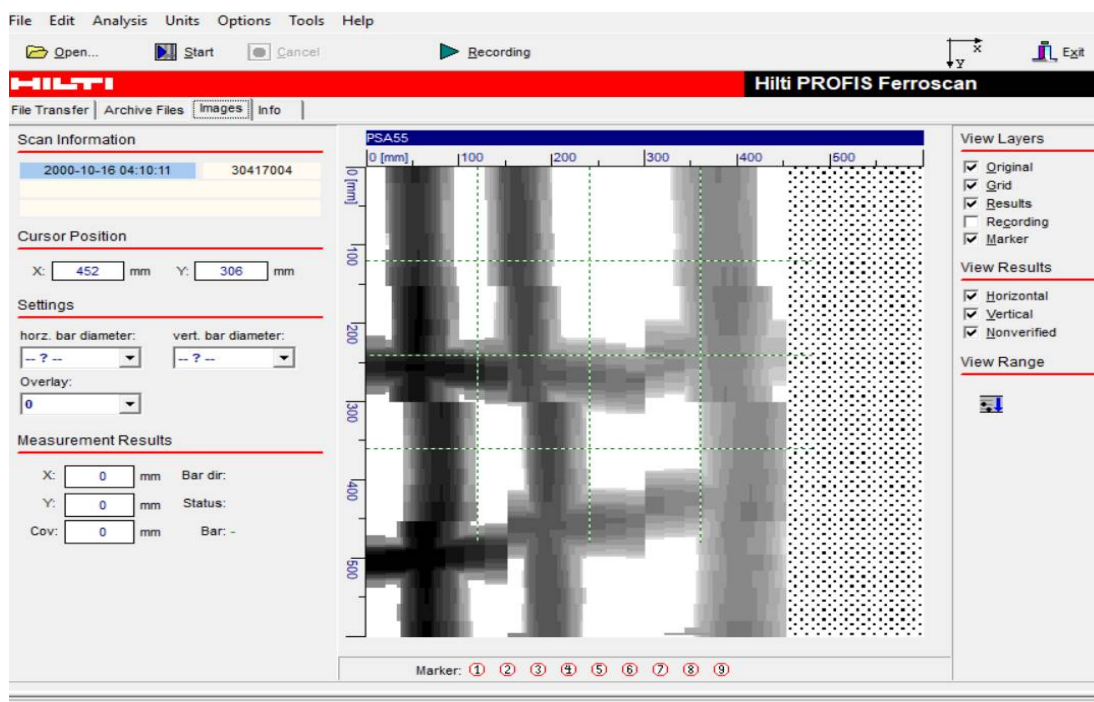 File Edit Analysis Units Options Tools Help
Open... Start Cancel Recording x y Exit
HILTI Hilti PROFIS Ferroscan
File Transfer Archive Files Images Info
Scan Information
2000-10-16 04:10:11 30417004
Cursor Position
X: 452 mm Y: 306 mm
Settings
horz. bar diameter: vert. bar diameter:
-- ? -- -- ? --
Overlay:
0
Measurement Results
X: 0 mm Bar dir:
Y: 0 mm Status:
Cov: 0 mm Bar: -
PSA55
0 [mm] 100 200 300 400 500
0 [mm]
100
200
300
400
500
Marker: ① ② ③ ④ ⑤ ⑥ ⑦ ⑧ ⑨
View Layers
Original
Grid
Results
Recording
Marker
View Results
Horizontal
Vertical
Nonverified
View Range